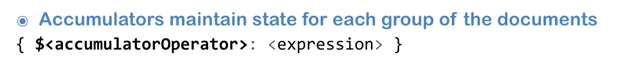 ◉ Accumulators maintain state for each group of the documents
{ $<accumulatorOperator>: <expression> }